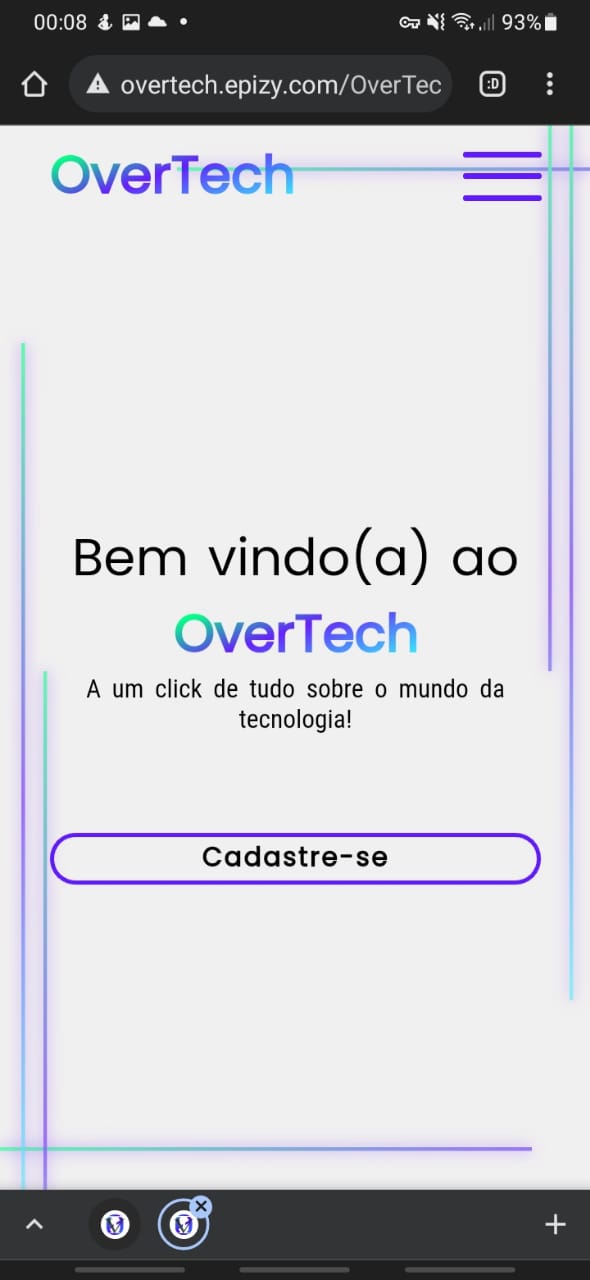 00:08
93%
overtech.epizy.com/OverTec
:D
OverTech
Bem vindo(a) ao
OverTech
A um click de tudo sobre o mundo da
tecnologia!
Cadastre-se